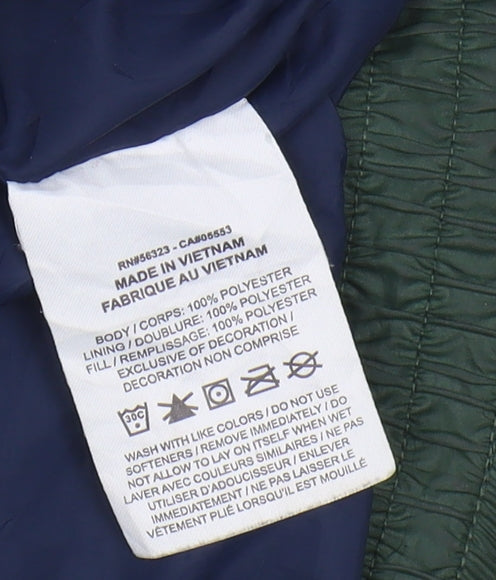 RN#56323 - CA#05553
MADE IN VIETNAM
FABRIQUE AU VIETNAM
BODY / CORPS: 100% POLYESTER
LINING / DOUBLURE: 100% POLYESTER
FILL / REMPLISSAGE: 100% POLYESTER
EXCLUSIVE OF DECORATION /
DECORATION NON COMPRISE
30C
WASH WITH LIKE COLORS / DO NOT USE
SOFTENERS / REMOVE IMMEDIATELY / DO
NOT ALLOW TO LAY ON ITSELF WHEN WET
LAVER AVEC COULEURS SIMILAIRES / NE PAS
UTILISER D'ADOUCISSEUR / ENLEVER
IMMÉDIATEMENT / NE PAS LAISSER LE
VÊTEMENT PLIÉ LORSQU'IL EST MOUILLÉ